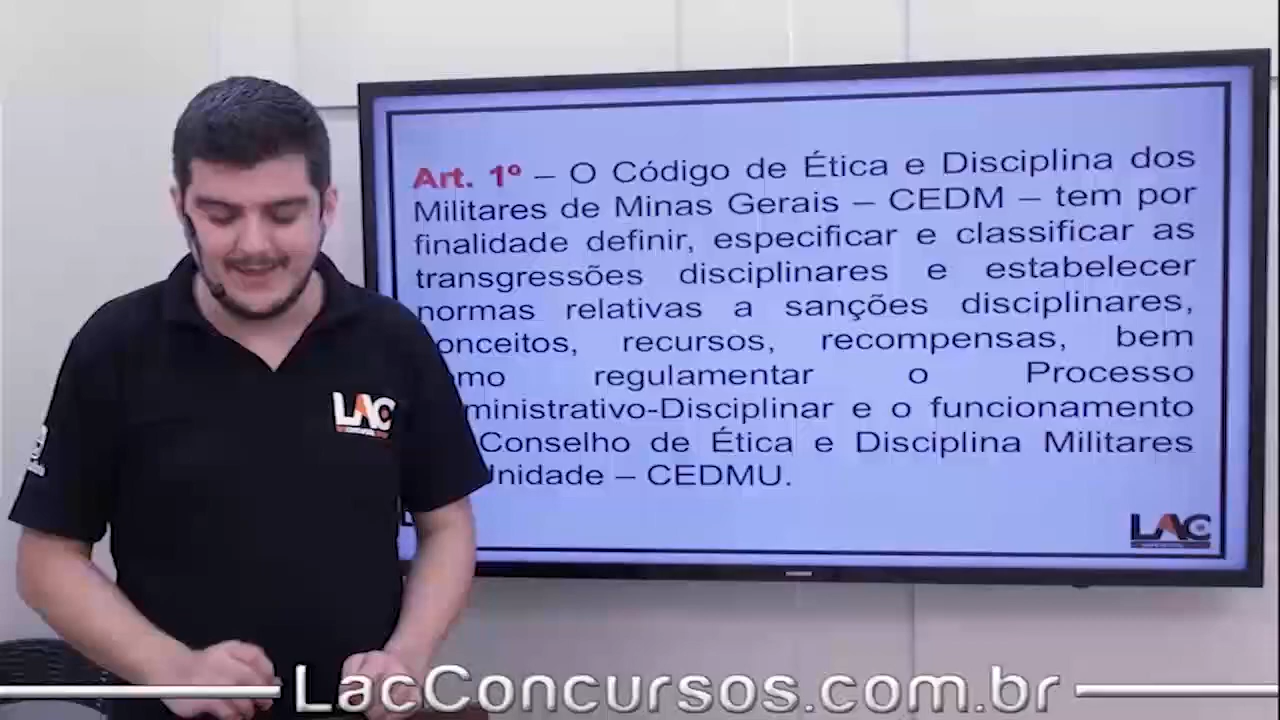 Art. 1º – O Código de Ética e Disciplina dos
Militares de Minas Gerais – CEDM – tem por
finalidade definir, especificar e classificar as
transgressões disciplinares e estabelecer
normas relativas a sanções disciplinares,
conceitos, recursos, recompensas, bem
mo regulamentar o Processo
ministrativo-Disciplinar e o funcionamento
Conselho de Ética e Disciplina Militares
Unidade – CEDMU.
LAC
LAC
LacConcursos.com.br